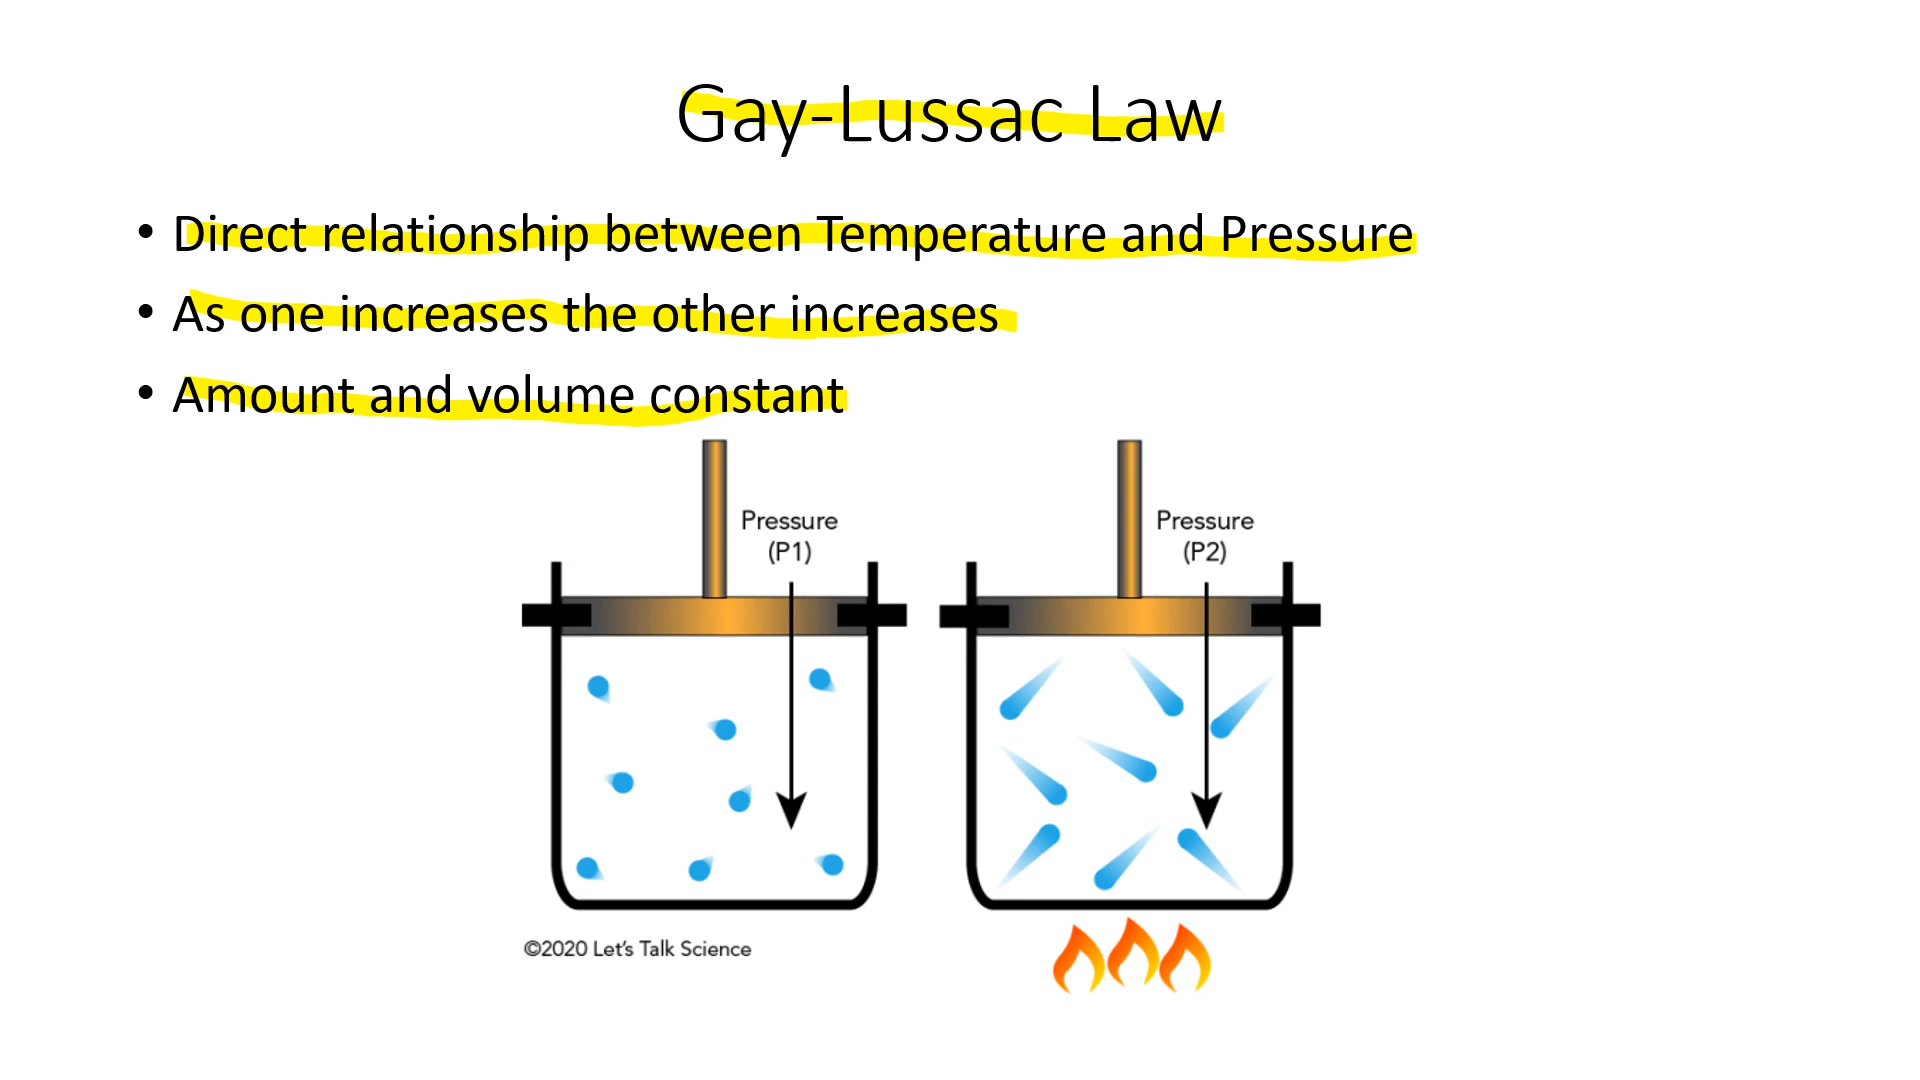 Gay-Lussac Law
• Direct relationship between Temperature and Pressure
• As one increases the other increases
• Amount and volume constant
Pressure
(P1)
Pressure
(P2)
©2020 Let's Talk Science